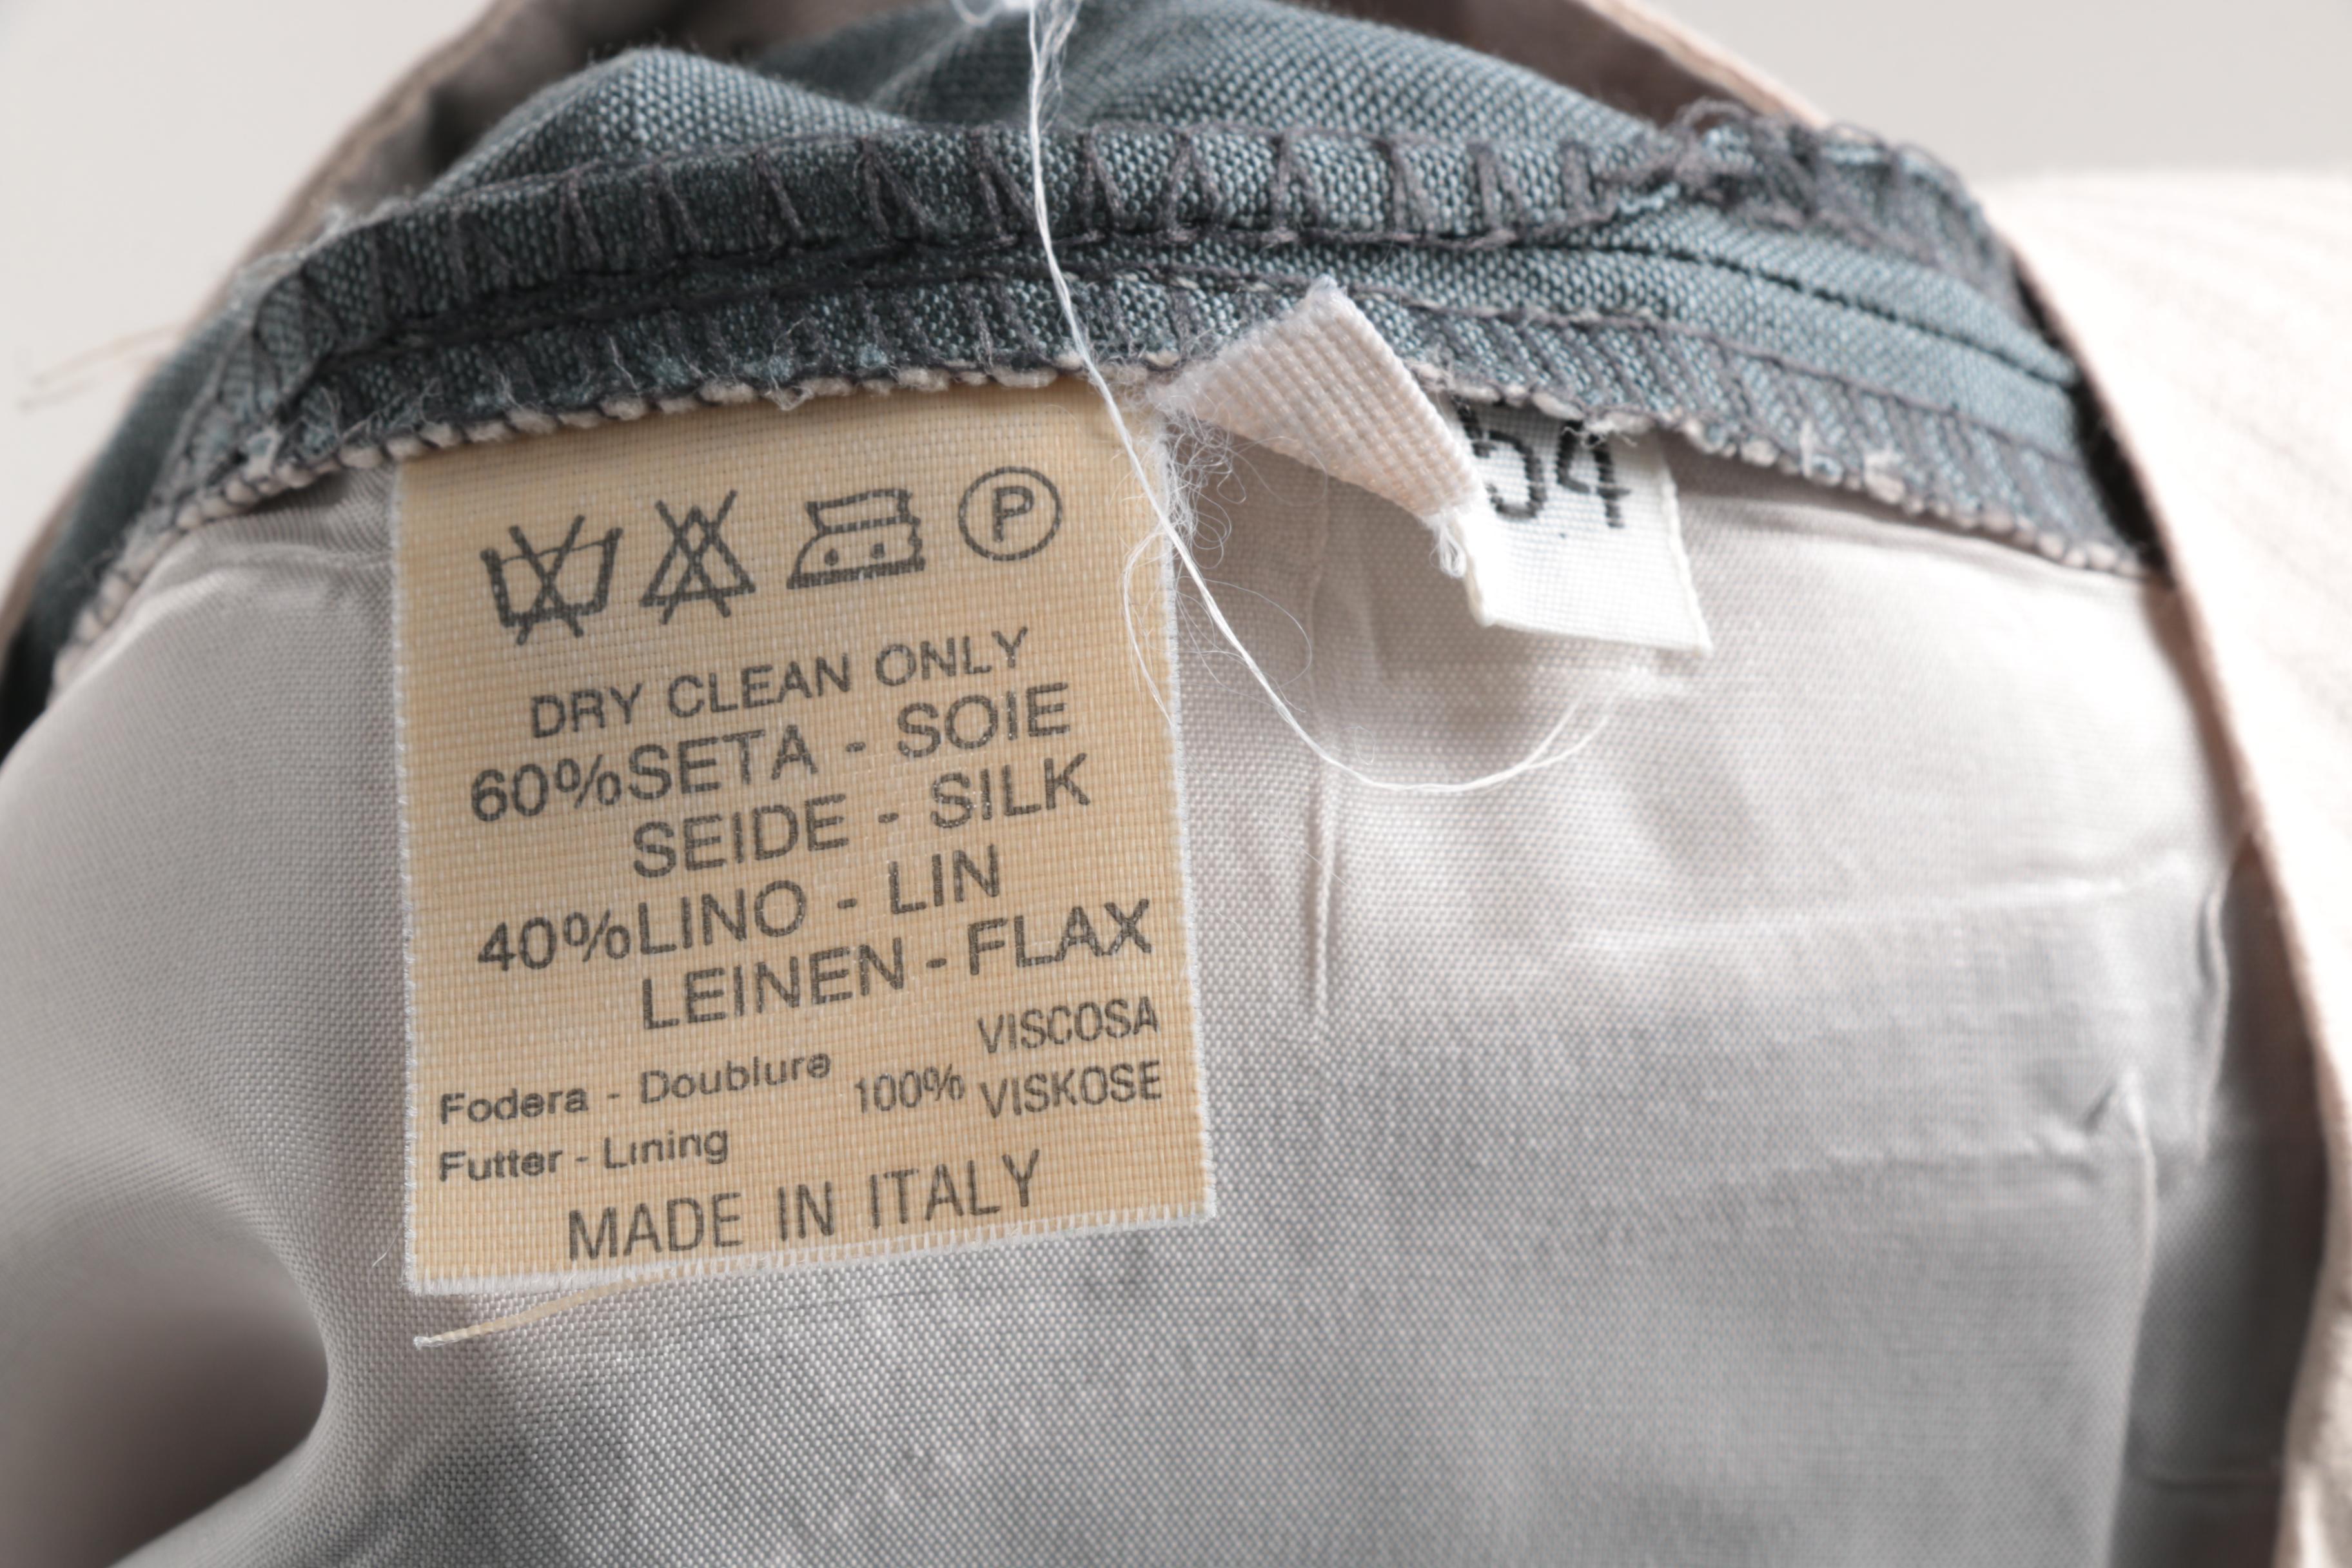 P
54
DRY CLEAN ONLY
60%SETA - SOIE
SEIDE - SILK
40%LINO - LIN
LEINEN - FLAX
Fodera - Doublure 100% VISCOSA
Futter - Lining VISKOSE
MADE IN ITALY